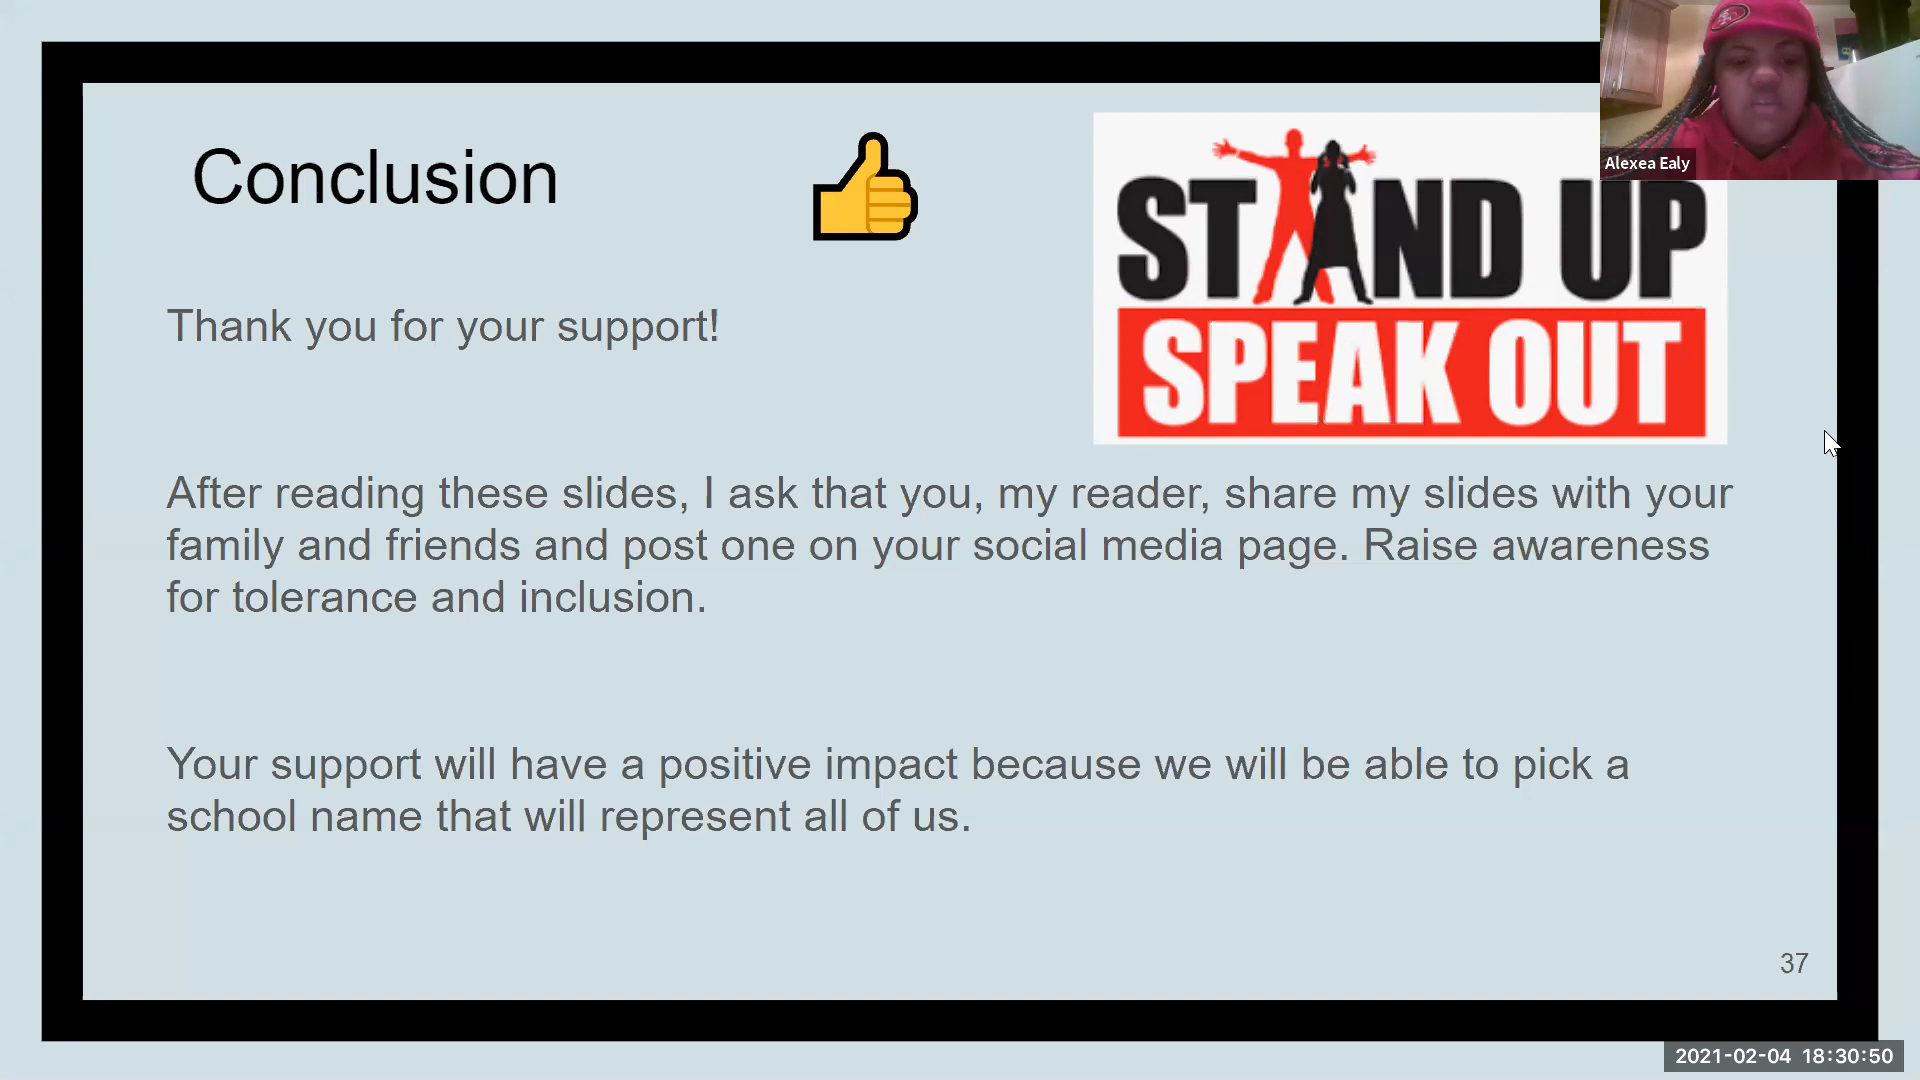 Conclusion
STAND UP
SPEAK OUT
Alexea Ealy
Thank you for your support!
After reading these slides, I ask that you, my reader, share my slides with your
family and friends and post one on your social media page. Raise awareness
for tolerance and inclusion.
Your support will have a positive impact because we will be able to pick a
school name that will represent all of us.
37
2021-02-04 18:30:50